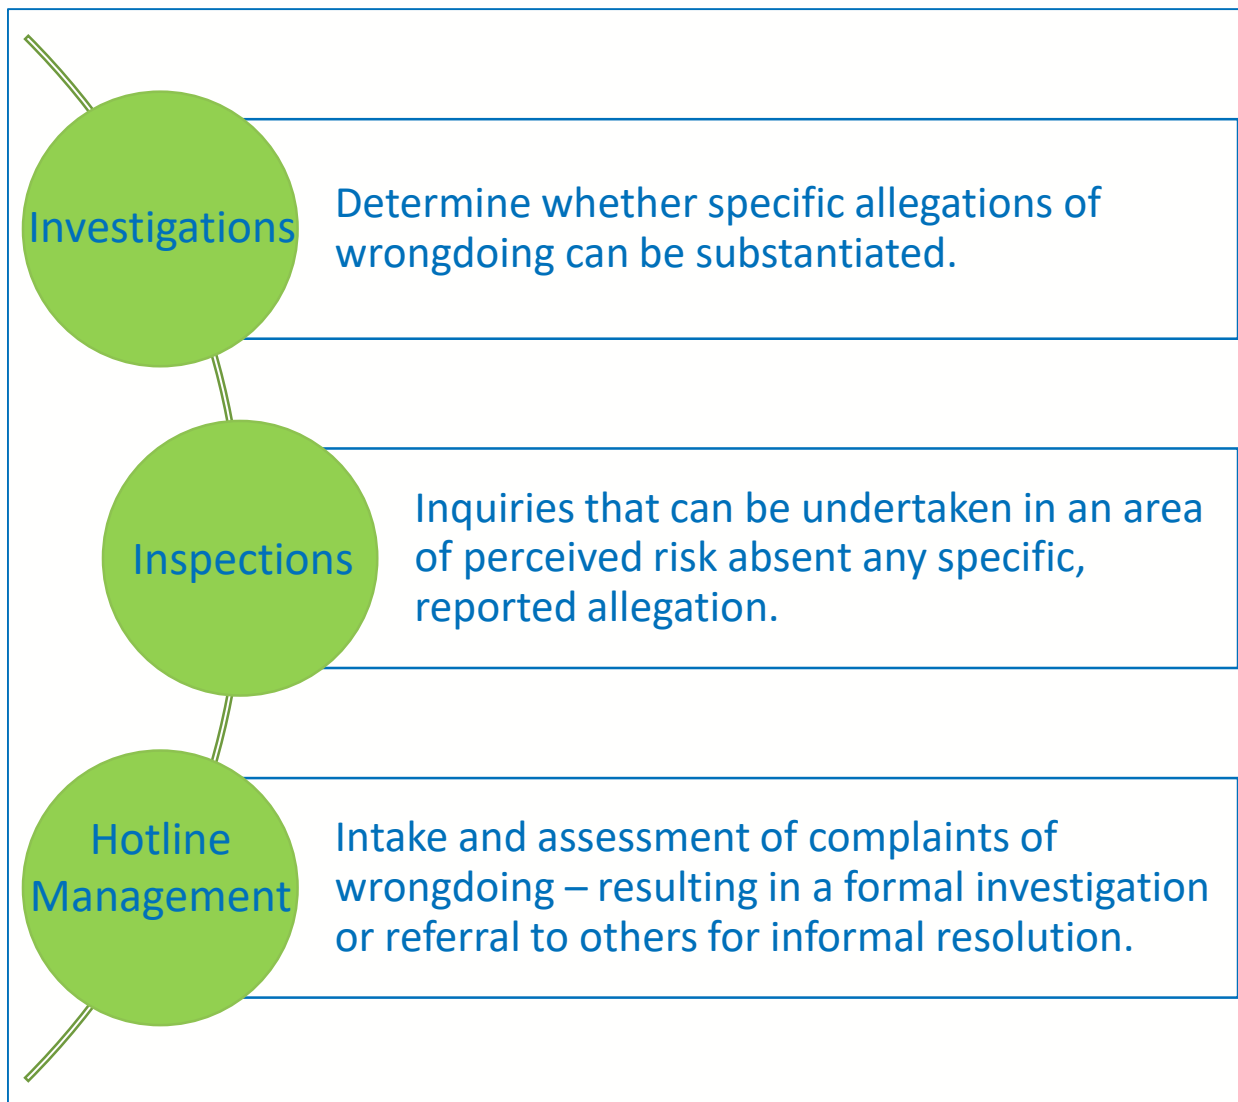 Investigations
Determine whether specific allegations of
wrongdoing can be substantiated.
Inspections
Inquiries that can be undertaken in an area
of perceived risk absent any specific,
reported allegation.
Hotline
Management
Intake and assessment of complaints of
wrongdoing – resulting in a formal investigation
or referral to others for informal resolution.